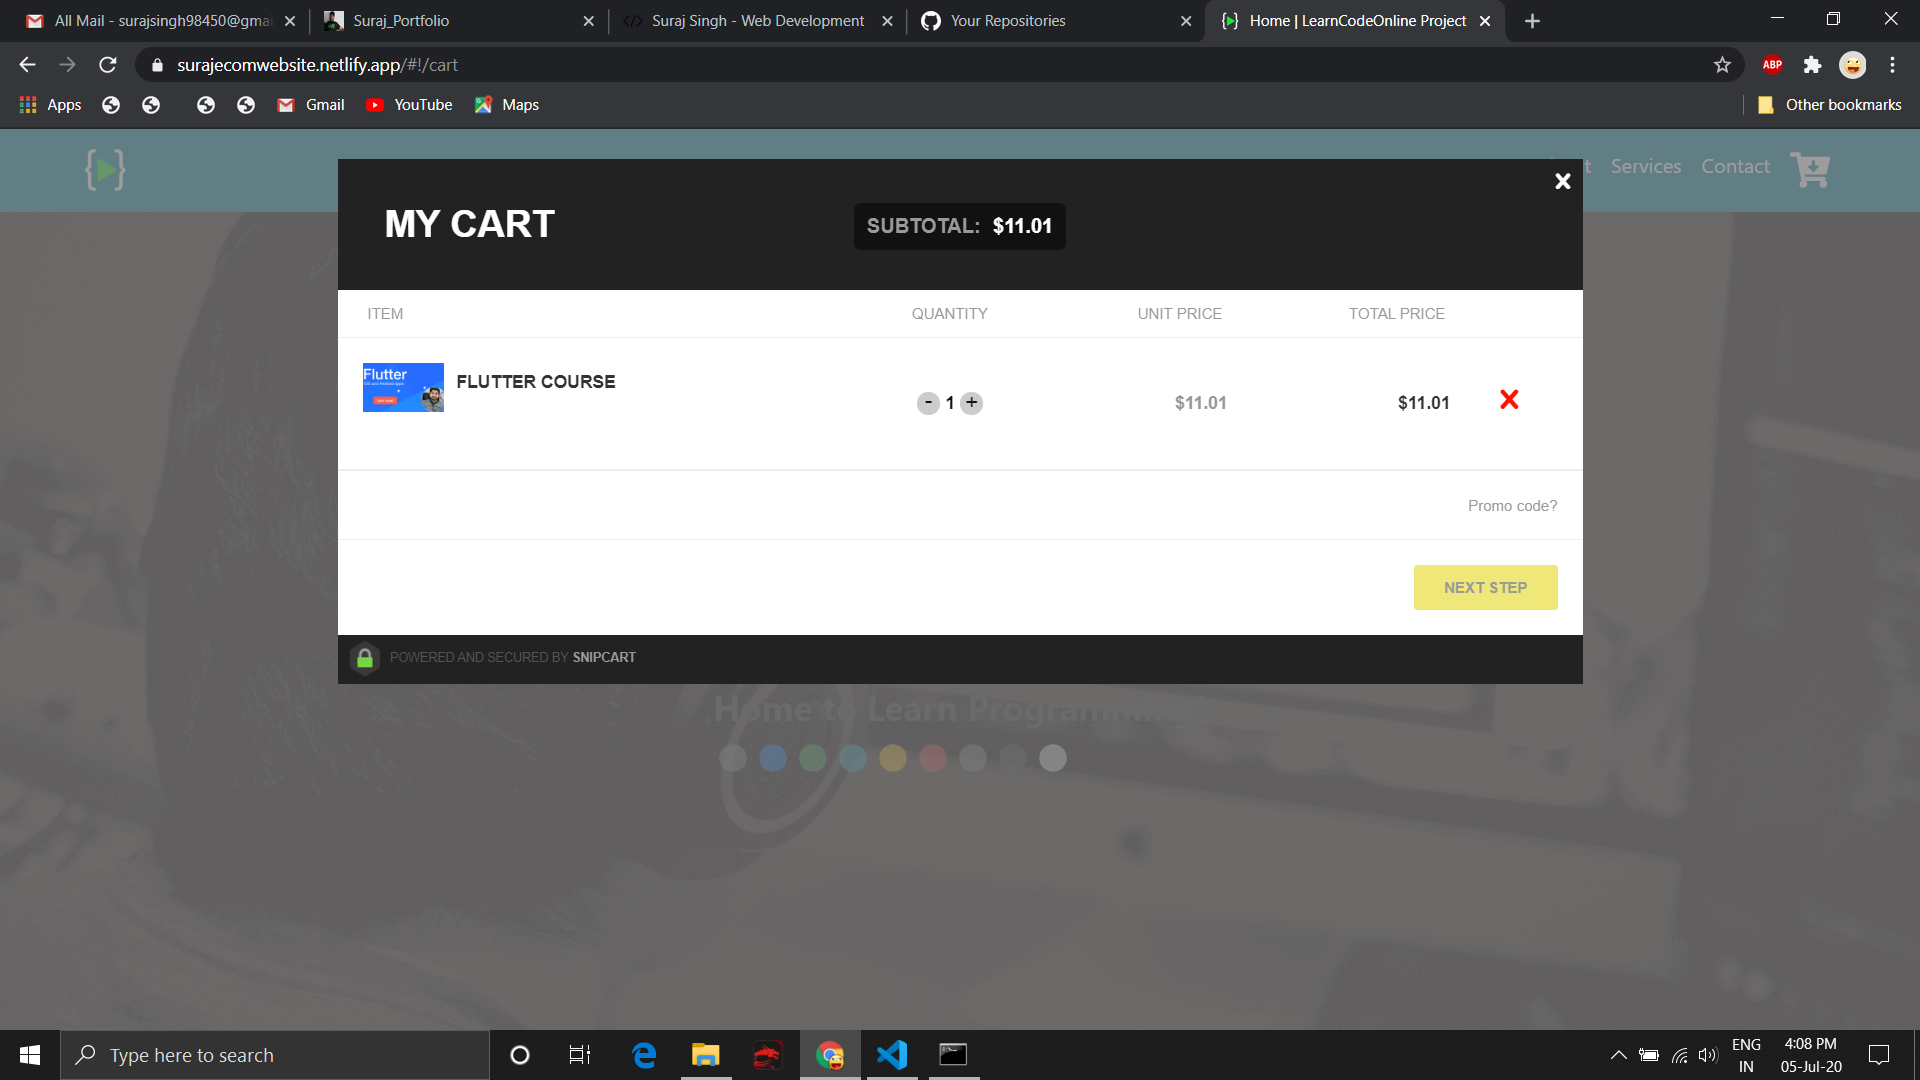 All Mail - surajsingh98450@gmai
Suraj_Portfolio
Suraj Singh - Web Development
Your Repositories
Home | LearnCodeOnline Project
surajecomwebsite.netlify.app/#!/cart
ABP
Apps
Gmail
YouTube
Maps
Other bookmarks
t Services Contact
MY CART
SUBTOTAL: $11.01
ITEM QUANTITY UNIT PRICE TOTAL PRICE
Flutter
FLUTTER COURSE
- 1 + $11.01 $11.01
Promo code?
NEXT STEP
POWERED AND SECURED BY SNIPCART
Home to Learn Programming!
Type here to search
ENG
IN
4:08 PM
05-Jul-20